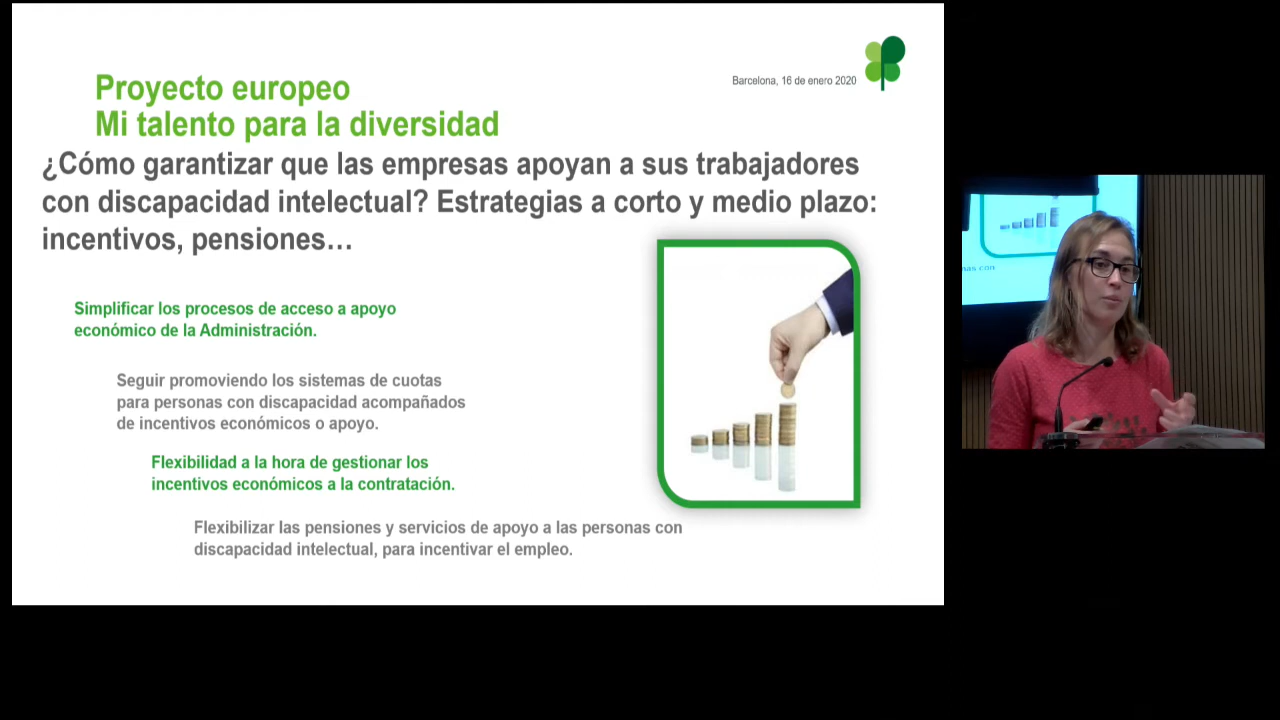 Barcelona, 16 de enero 2020
Proyecto europeo
Mi talento para la diversidad
¿Cómo garantizar que las empresas apoyan a sus trabajadores
con discapacidad intelectual? Estrategias a corto y medio plazo:
incentivos, pensiones…
Simplificar los procesos de acceso a apoyo
económico de la Administración.
Seguir promoviendo los sistemas de cuotas
para personas con discapacidad acompañados
de incentivos económicos o apoyo.
Flexibilidad a la hora de gestionar los
incentivos económicos a la contratación.
Flexibilizar las pensiones y servicios de apoyo a las personas con
discapacidad intelectual, para incentivar el empleo.
nas con